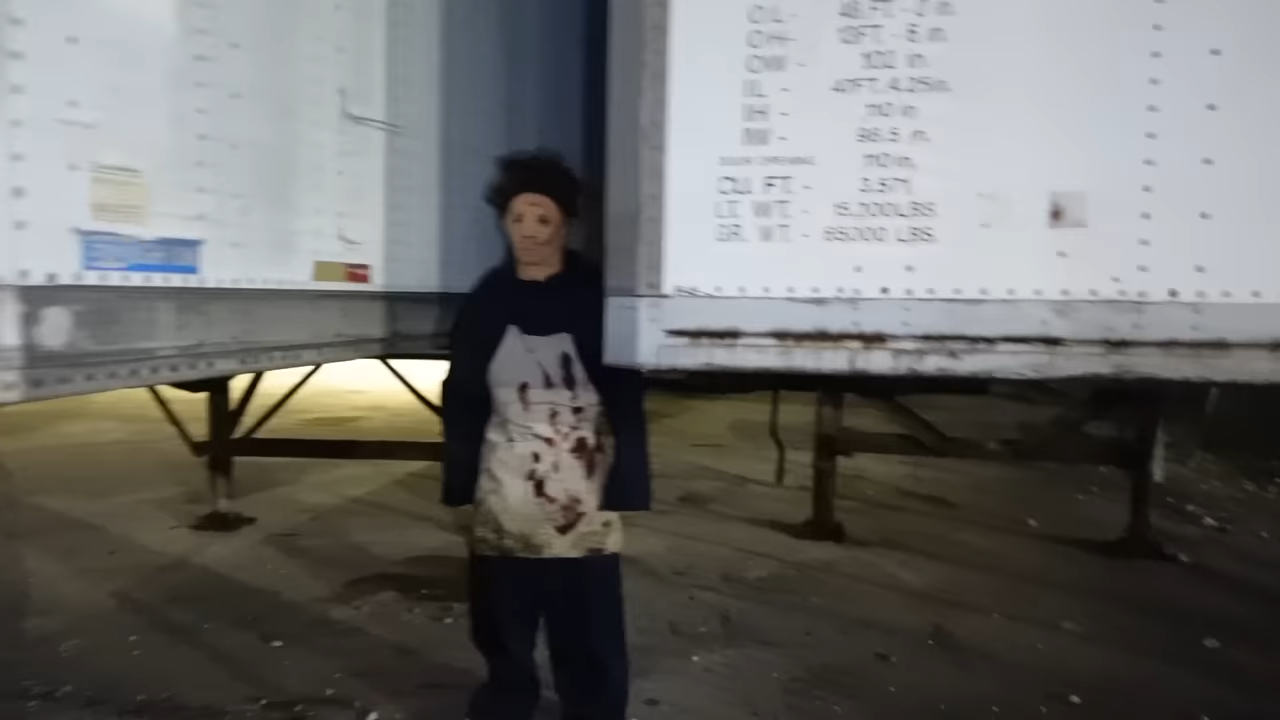 OL - 48 FT. - 0 in.
OH - 13FT. - 6 in.
OW - 102 in.
IL - 47FT. 4.25in.
IH - 110 in
IW - 98.5 in.
DOOR OPENING 110 in.
CU. FT. - 3,571
LT. WT. - 15,200LBS.
GR. WT. - 65000 LBS.